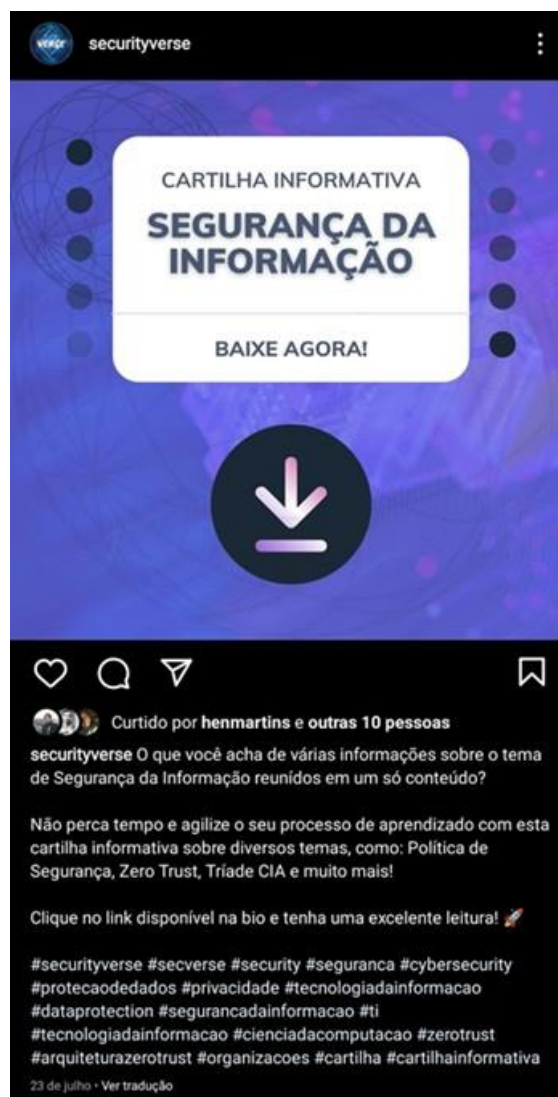 securityverse
CARTILHA INFORMATIVA
SEGURANÇA DA
INFORMAÇÃO
BAIXE AGORA!
Curtido por henmartins e outras 10 pessoas
securityverse O que você acha de várias informações sobre o tema
de Segurança da Informação reunídos em um só conteúdo?
Não perca tempo e agilize o seu processo de aprendizado com esta
cartilha informativa sobre diversos temas, como: Política de
Segurança, Zero Trust, Tríade CIA e muito mais!
Clique no link disponível na bio e tenha uma excelente leitura! 🚀
#securityverse #secverse #security #seguranca #cybersecurity
#protecaodedados #privacidade #tecnologiadainformacao
#dataprotection #segurancadainformacao #ti
#tecnologiadainformacao #cienciadacomputacao #zerotrust
#arquiteturazerotrust #organizacoes #cartilha #cartilhainformativa
23 de julho • Ver tradução